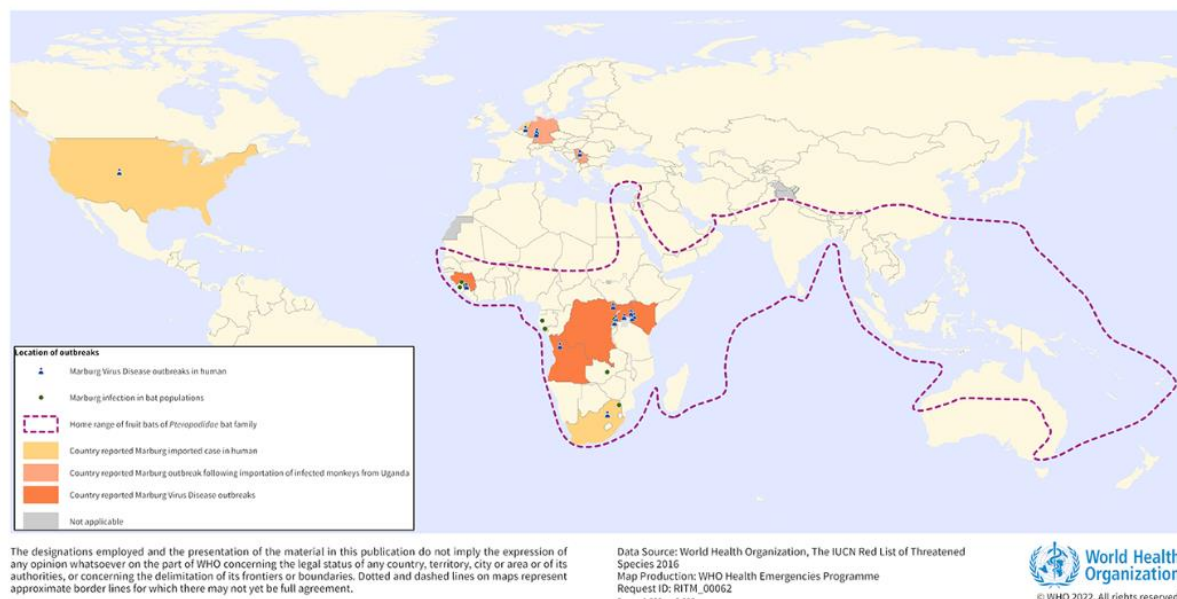 Location of outbreaks
Marburg Virus Disease outbreaks in human
Marburg infection in bat populations
Home range of fruit bats of Pteropodidae bat family
Country reported Marburg imported case in human
Country reported Marburg outbreak following importation of infected monkeys from Uganda
Country reported Marburg Virus Disease outbreaks
Not applicable
The designations employed and the presentation of the material in this publication do not imply the expression of
any opinion whatsoever on the part of WHO concerning the legal status of any country, territory, city or area or of its
authorities, or concerning the delimitation of its frontiers or boundaries. Dotted and dashed lines on maps represent
approximate border lines for which there may not yet be full agreement.
Data Source: World Health Organization, The IUCN Red List of Threatened
Species 2016
Map Production: WHO Health Emergencies Programme
Request ID: RITM_00062
World Health
Organization
© WHO 2022. All rights reserved